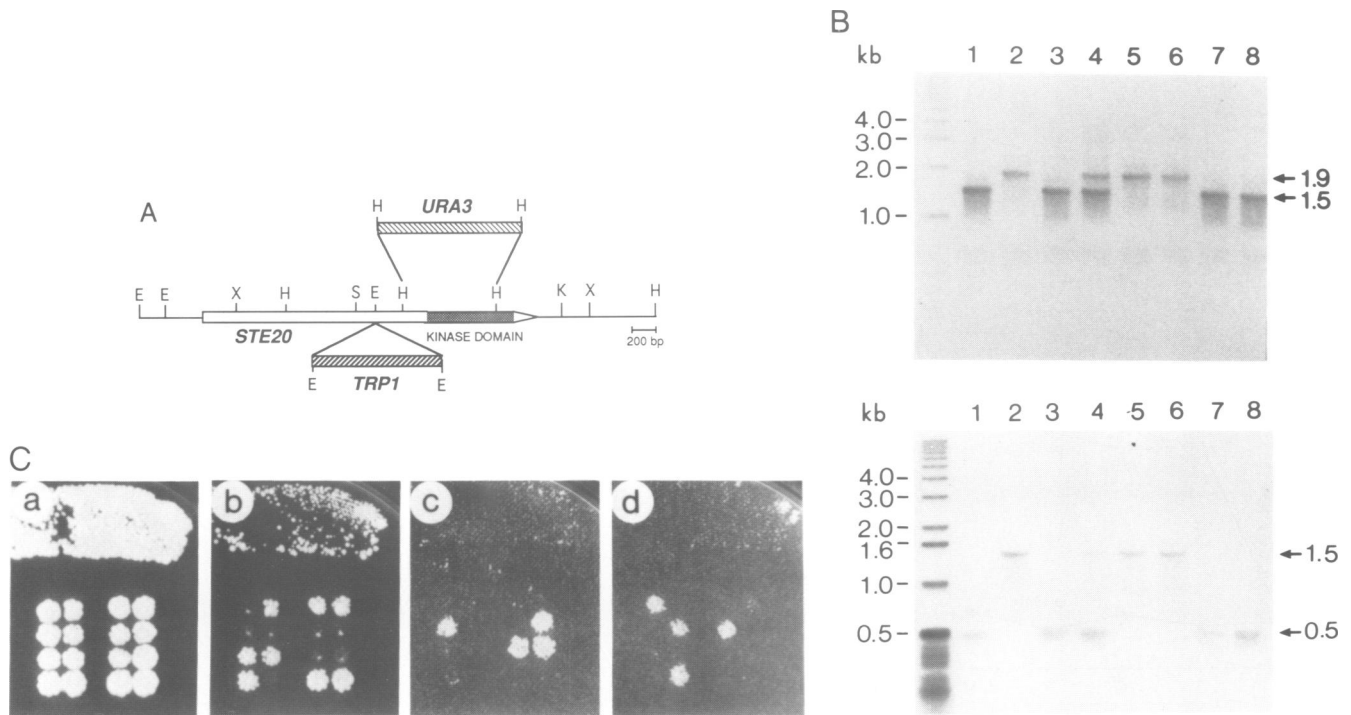 A
H URA3 H
E E X H S E H H K X H
STE20
KINASE DOMAIN
200 bp
E TRP1 E
B
kb 1 2 3 4 5 6 7 8
4.0
3.0
2.0
1.0
1.9
1.5
kb 1 2 3 4 5 6 7 8
4.0
3.0
2.0
1.6
1.0
0.5
1.5
0.5
C
a b c d